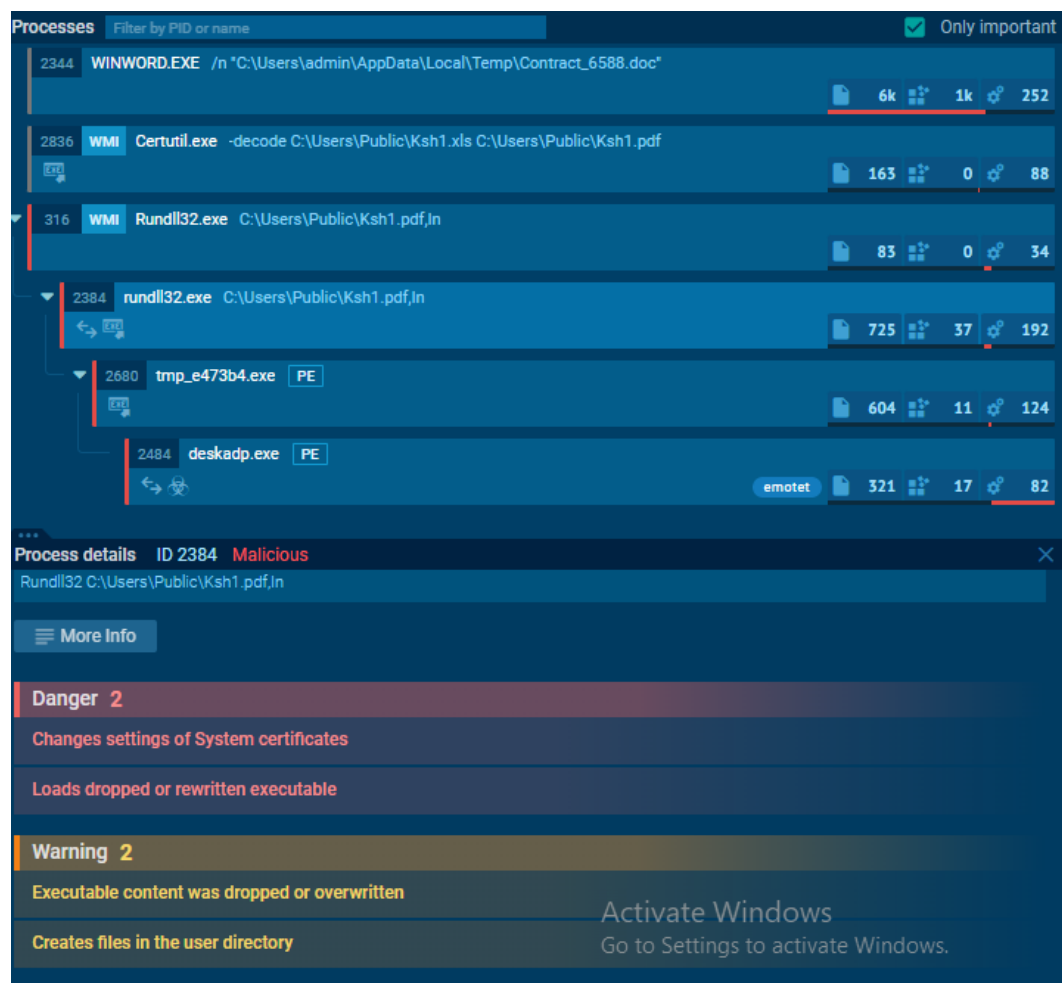 Processes Filter by PID or name Only important
2344 WINWORD.EXE /n "C:\Users\admin\AppData\Local\Temp\Contract_6588.doc"
6k 1k 252
2836 WMI Certutil.exe -decode C:\Users\Public\Ksh1.xls C:\Users\Public\Ksh1.pdf
EXE 163 0 88
316 WMI Rundll32.exe C:\Users\Public\Ksh1.pdf,In
83 0 34
2384 rundll32.exe C:\Users\Public\Ksh1.pdf,In
EXE 725 37 192
2680 tmp_e473b4.exe PE
EXE 604 11 124
2484 deskadp.exe PE
emotet 321 17 82
Process details ID 2384 Malicious
Rundll32 C:\Users\Public\Ksh1.pdf,In
More Info
Danger 2
Changes settings of System certificates
Loads dropped or rewritten executable
Warning 2
Executable content was dropped or overwritten
Creates files in the user directory
Activate Windows
Go to Settings to activate Windows.